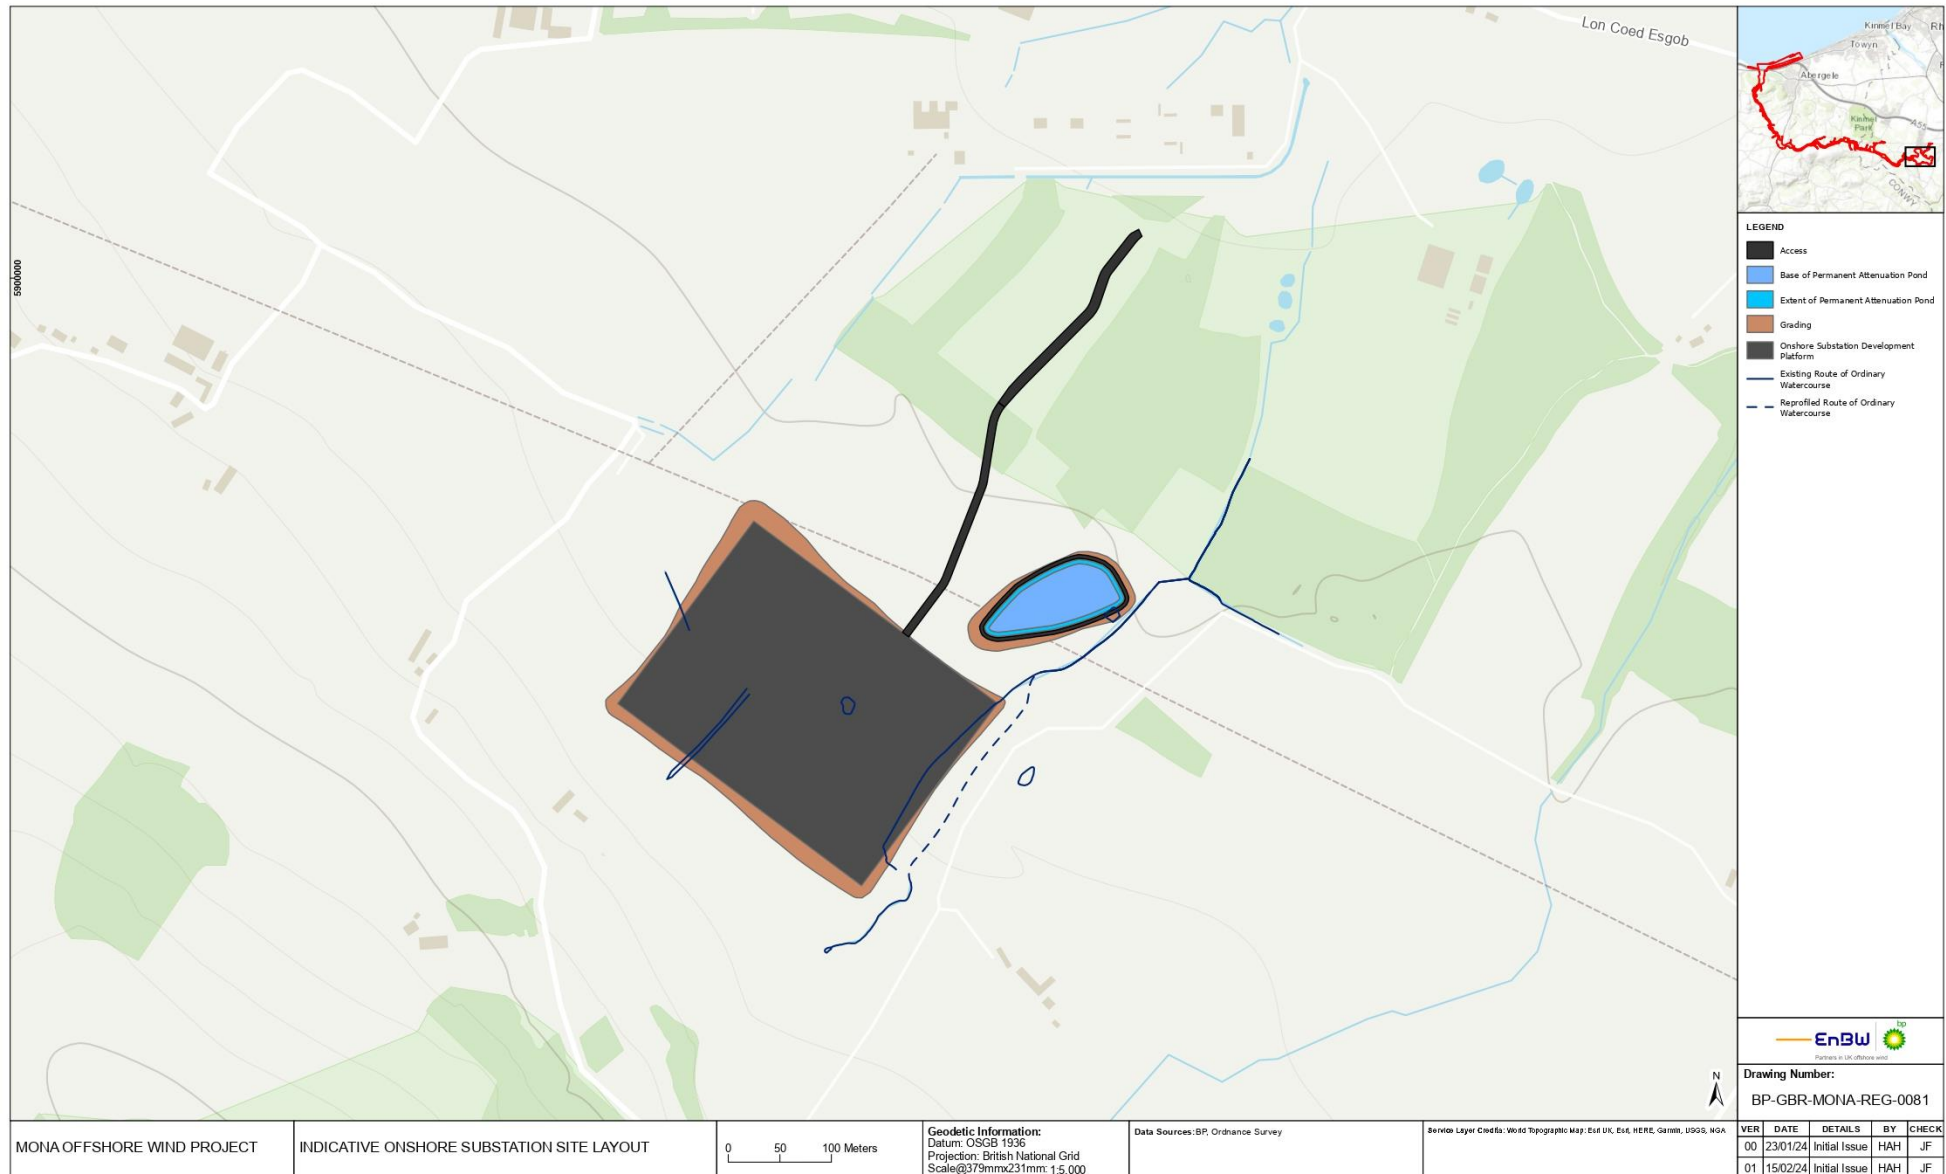 Lon Coed Esgob
5900000
Kinmel Bay
Rh
Towyn
Abergele
Kinmel
Park
A55
CONWY
LEGEND
Access
Base of Permanent Attenuation Pond
Extent of Permanent Attenuation Pond
Grading
Onshore Substation Development
Platform
Existing Route of Ordinary
Watercourse
Reprofiled Route of Ordinary
Watercourse
N
EnBW
bp
Partners in UK offshore wind
Drawing Number:
BP-GBR-MONA-REG-0081
MONA OFFSHORE WIND PROJECT
INDICATIVE ONSHORE SUBSTATION SITE LAYOUT
0 50 100 Meters
Geodetic Information:
Datum: OSGB 1936
Projection: British National Grid
Scale@379mmx231mm: 1:5,000
Data Sources: BP, Ordnance Survey
Service Layer Credits: World Topographic Map: Esri UK, Esri, HERE, Garmin, USGS, NGA
VER DATE DETAILS BY CHECK
00 23/01/24 Initial Issue HAH JF
01 15/02/24 Initial Issue HAH JF